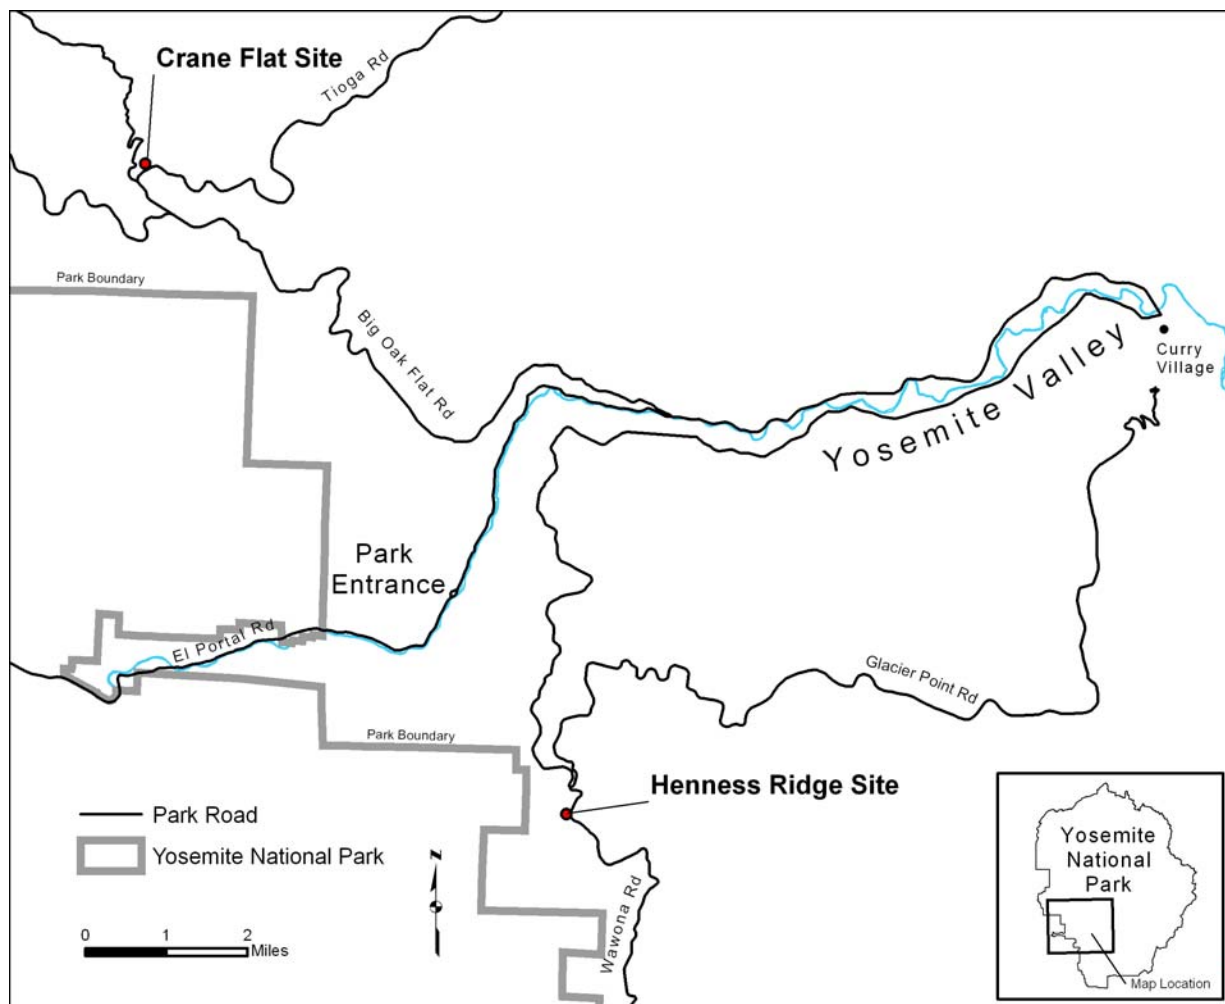 Crane Flat Site
Tioga Rd
Park Boundary
Big Oak Flat Rd
Yosemite Valley
Curry
Village
Park
Entrance
El Portal Rd
Glacier Point Rd
Park Boundary
Henness Ridge Site
Park Road
Yosemite National Park
N
Wawona Rd
0 1 2
Miles
Yosemite
National
Park
Map Location